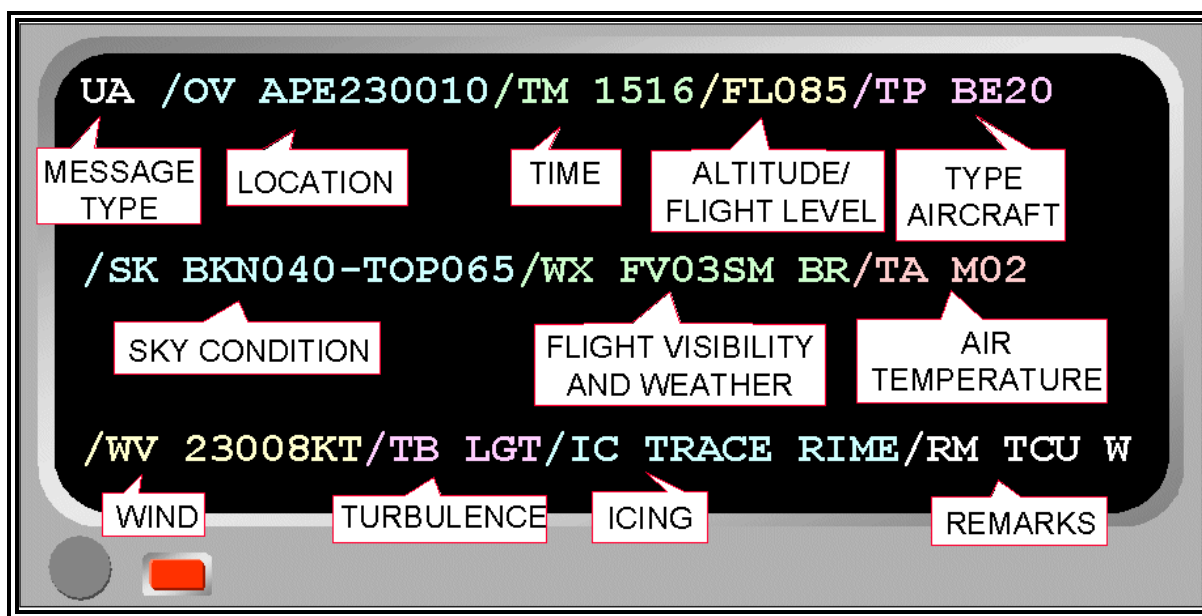 UA /OV APE230010/TM 1516/FL085/TP BE20
MESSAGE TYPE
LOCATION
TIME
ALTITUDE/ FLIGHT LEVEL
TYPE AIRCRAFT
/SK BKN040-TOP065/WX FV03SM BR/TA M02
SKY CONDITION
FLIGHT VISIBILITY AND WEATHER
AIR TEMPERATURE
/WV 23008KT/TB LGT/IC TRACE RIME/RM TCU W
WIND
TURBULENCE
ICING
REMARKS